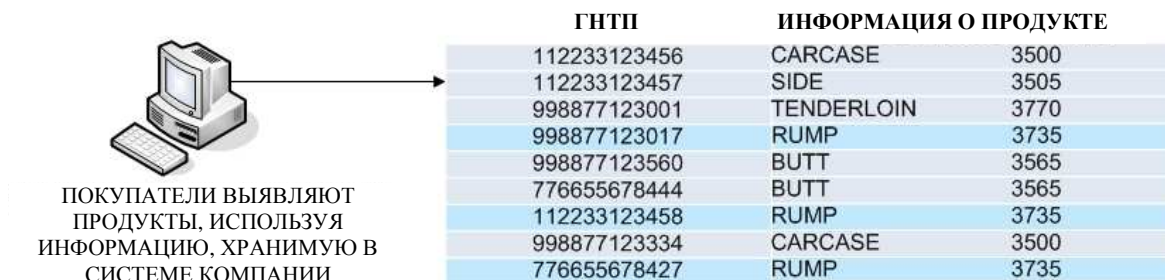 ГНТП ИНФОРМАЦИЯ О ПРОДУКТЕ
112233123456 CARCASE 3500
112233123457 SIDE 3505
998877123001 TENDERLOIN 3770
998877123017 RUMP 3735
998877123560 BUTT 3565
776655678444 BUTT 3565
112233123458 RUMP 3735
998877123334 CARCASE 3500
776655678427 RUMP 3735
ПОКУПАТЕЛИ ВЫЯВЛЯЮТ
ПРОДУКТЫ, ИСПОЛЬЗУЯ
ИНФОРМАЦИЮ, ХРАНИМУЮ В
СИСТЕМЕ КОМПАНИИ